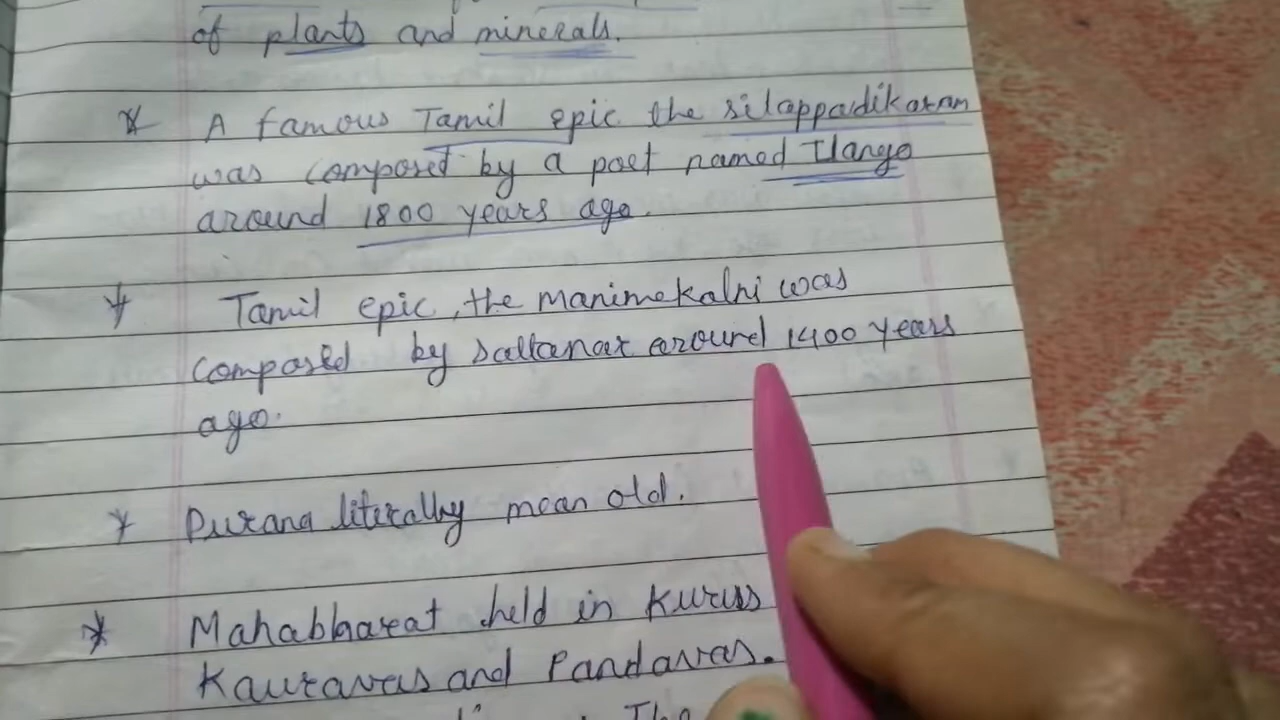 of plants and minerals.
* A famous Tamil epic the silappadikaram
was composed by a poet named Ilango
around 1800 years ago.
* Tamil epic, the manimekalni was
composed by sattanar around 1400 years
ago.
* Purana literally mean old.
* Mahabharat held in Kurus
Kauravas and Pandavas.
The